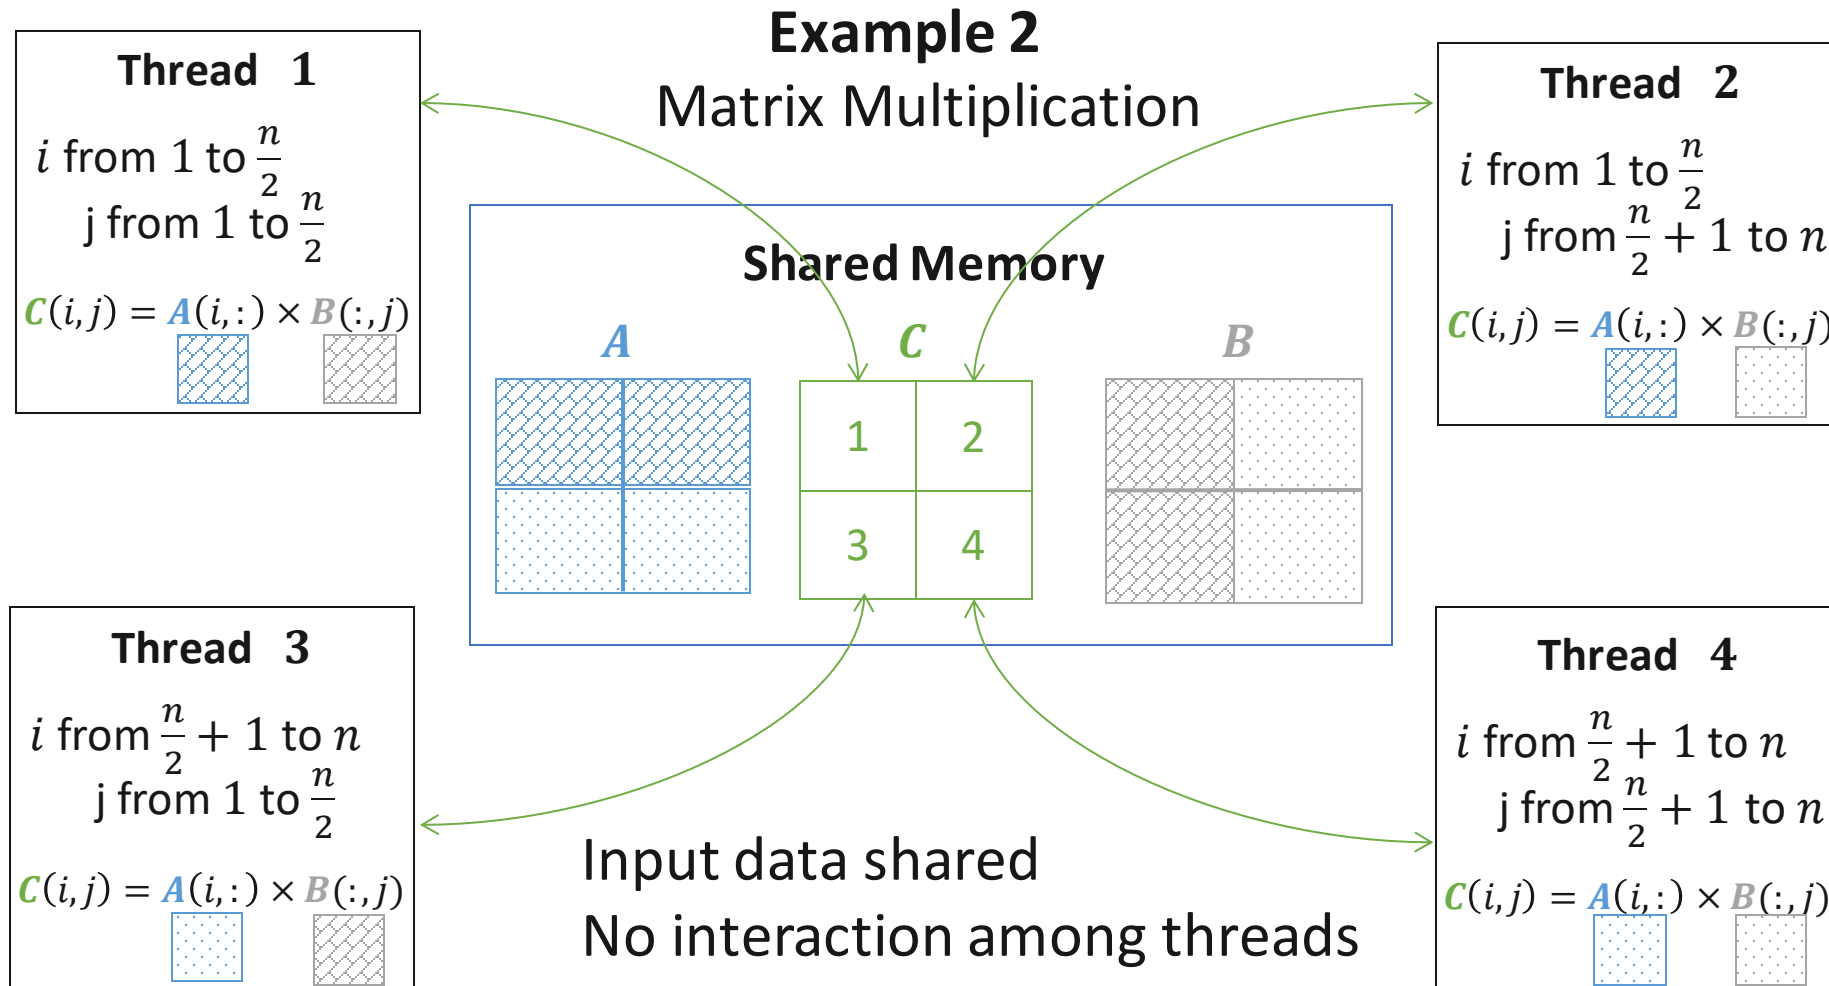 Example 2
Matrix Multiplication
Thread 1
i from 1 to n/2
j from 1 to n/2
C(i,j) = A(i,:) × B(:,j)
Thread 2
i from 1 to n/2
j from n/2 + 1 to n
C(i,j) = A(i,:) × B(:,j)
Shared Memory
A
C
B
1 2
3 4
Thread 3
i from n/2 + 1 to n
j from 1 to n/2
C(i,j) = A(i,:) × B(:,j)
Thread 4
i from n/2 + 1 to n
j from n/2 + 1 to n
C(i,j) = A(i,:) × B(:,j)
Input data shared
No interaction among threads